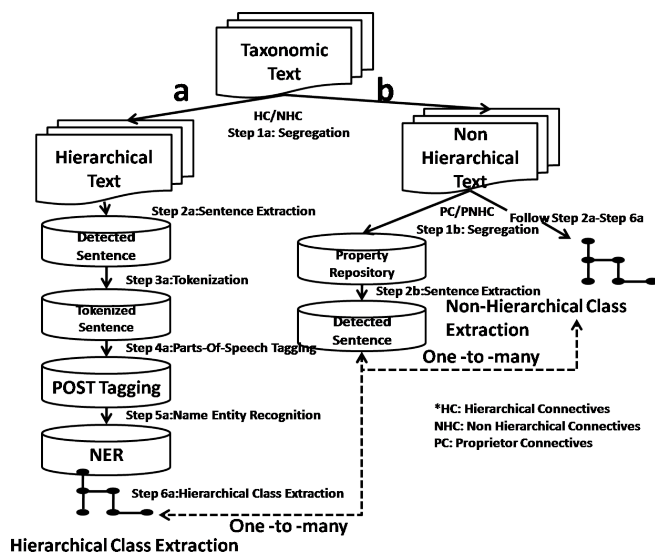 Taxonomic
Text
a
b
HC/NHC
Step 1a: Segregation
Hierarchical
Text
Non
Hierarchical
Text
Step 2a:Sentence Extraction
PC/PNHC
Step 1b: Segregation
Follow Step 2a-Step 6a
Detected
Sentence
Property
Repository
Step 3a:Tokenization
Step 2b:Sentence Extraction
Tokenized
Sentence
Detected
Sentence
Non-Hierarchical Class
Extraction
Step 4a:Parts-Of-Speech Tagging
One -to -many
POST Tagging
Step 5a:Name Entity Recognition
*HC: Hierarchical Connectives
NHC: Non Hierarchical Connectives
PC: Proprietor Connectives
NER
Step 6a:Hierarchical Class Extraction
One -to -many
Hierarchical Class Extraction